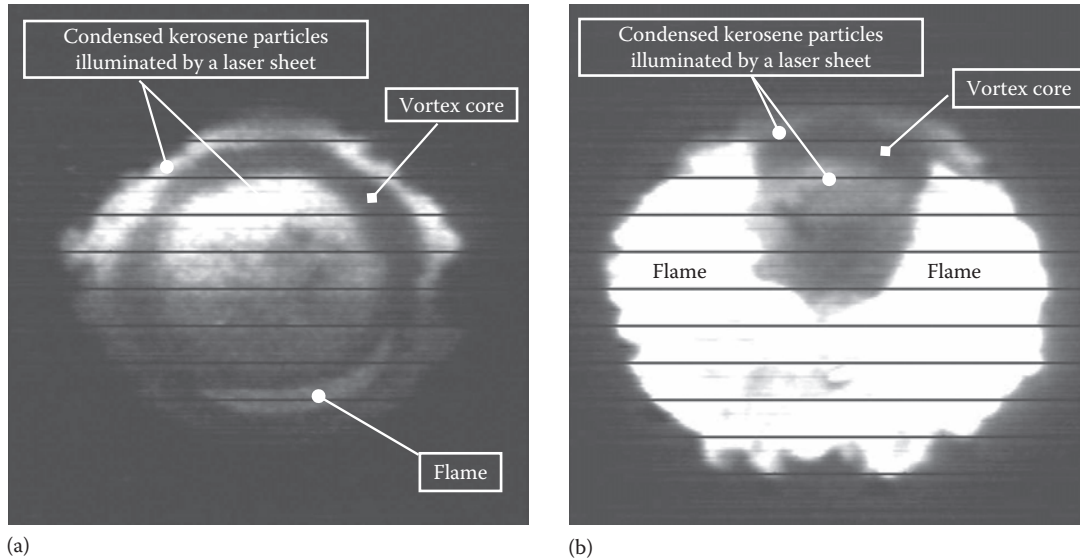 Condensed kerosene particles
illuminated by a laser sheet
Vortex core
Flame
(a)
Condensed kerosene particles
illuminated by a laser sheet
Vortex core
Flame
Flame
(b)